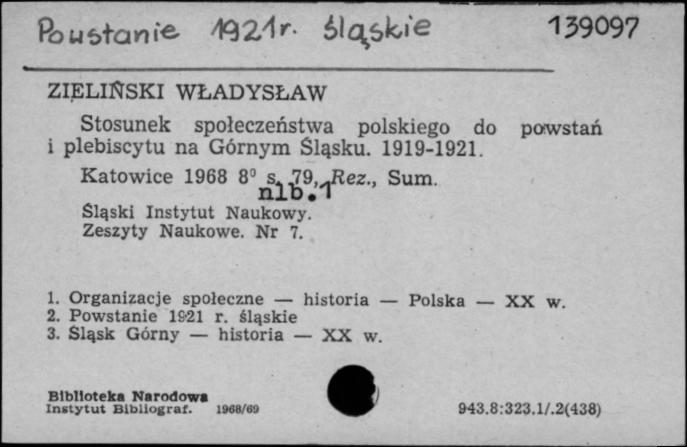 Powstanie 1921r. śląskie 139097
ZIELIŃSKI WŁADYSŁAW
Stosunek społeczeństwa polskiego do powstań
i plebiscytu na Górnym Śląsku. 1919-1921.
Katowice 1968 8° s. 79, Rez., Sum.
nlb. 1
Śląski Instytut Naukowy.
Zeszyty Naukowe. Nr 7.
1. Organizacje społeczne — historia — Polska — XX w.
2. Powstanie 1921 r. śląskie
3. Śląsk Górny — historia — XX w.
Biblioteka Narodowa
Instytut Bibliograf. 1968/69 943.8:323.1/.2(438)